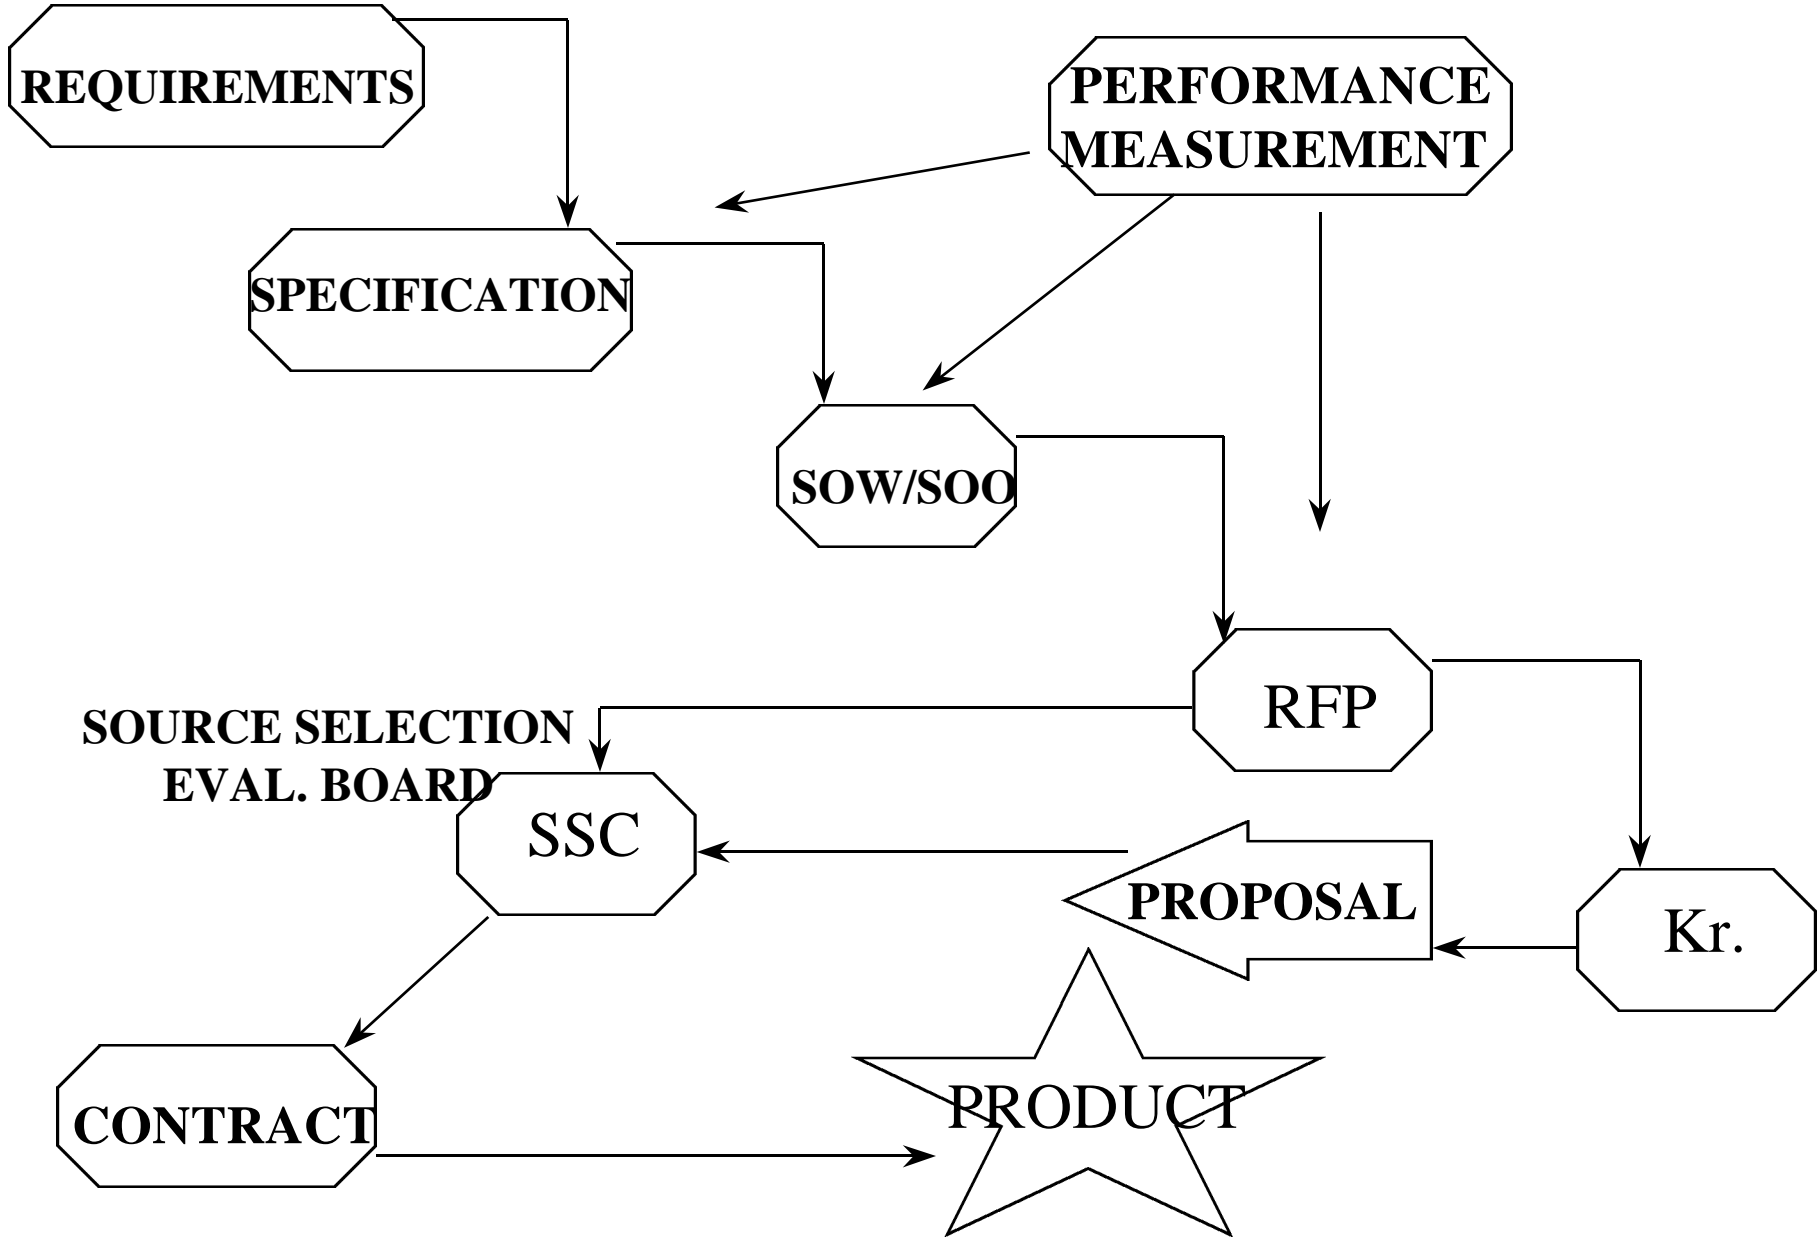 REQUIREMENTS
PERFORMANCE
MEASUREMENT
SPECIFICATION
SOW/SOO
RFP
SOURCE SELECTION
EVAL. BOARD
SSC
PROPOSAL
Kr.
CONTRACT
PRODUCT